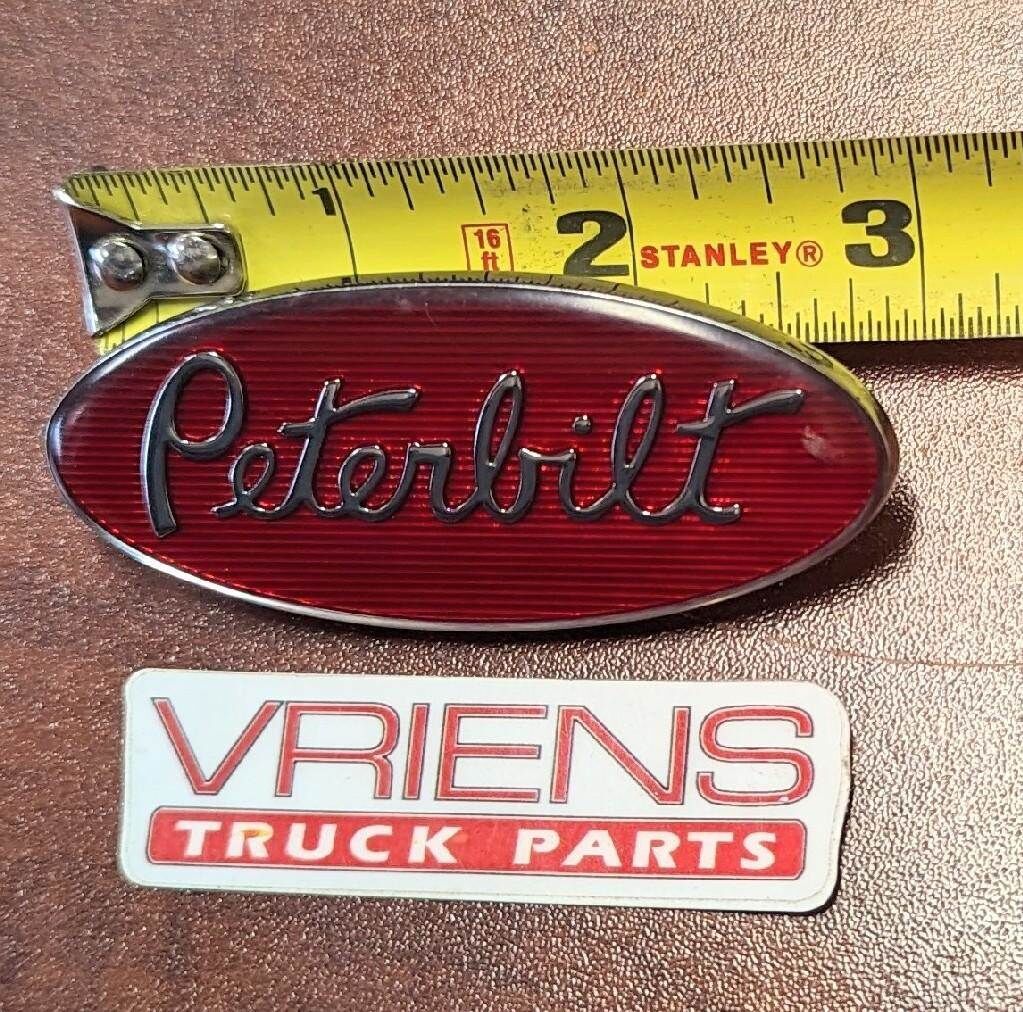 1 2 3
16
ft
STANLEY®
Peterbilt
VRIENS
TRUCK PARTS